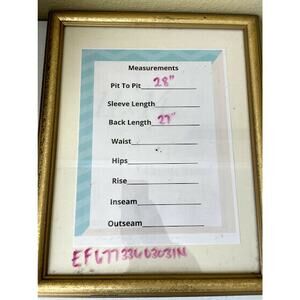 Measurements
Pit To Pit 28"
Sleeve Length
Back Length 27"
Waist
Hips
Rise
Inseam
Outseam